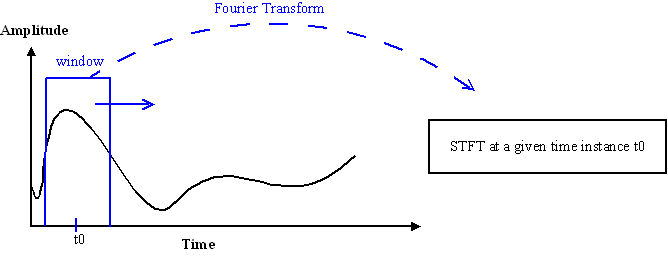 Fourier Transform
Amplitude
window
STFT at a given time instance t0
t0
Time